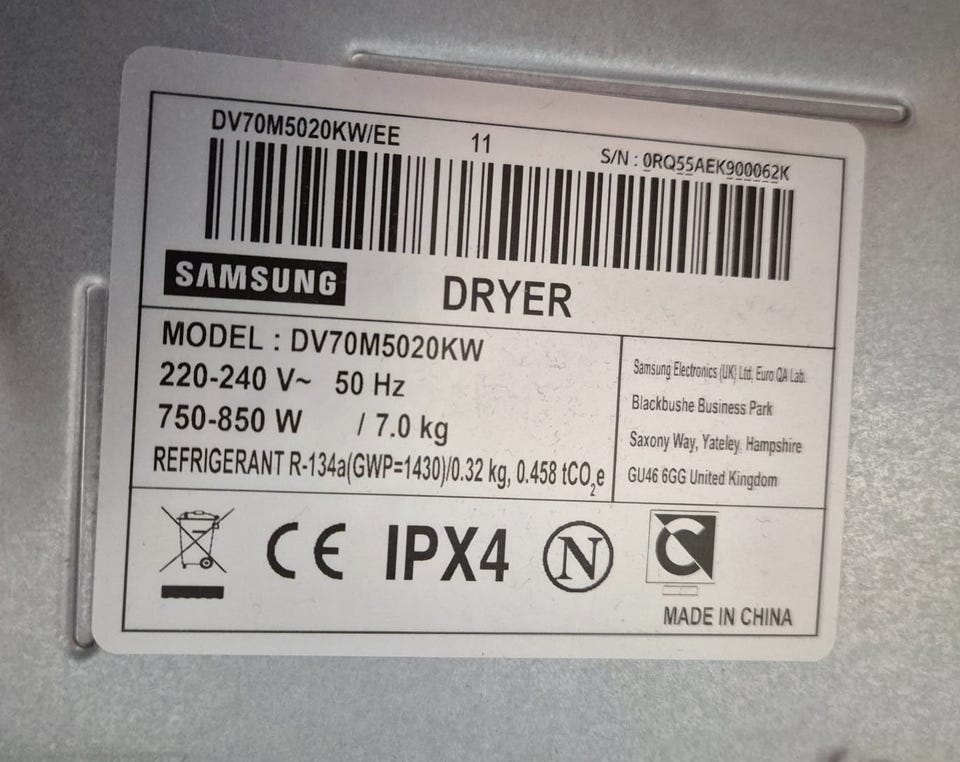 DV70M5020KW/EE 11 S/N : 0RQ55AEK900062K
SAMSUNG DRYER
MODEL : DV70M5020KW
220-240 V~ 50 Hz
750-850 W / 7.0 kg
REFRIGERANT R-134a(GWP=1430)/0.32 kg, 0.458 tCO₂e
Samsung Electronics (UK) Ltd. Euro QA Lab.
Blackbushe Business Park
Saxony Way, Yateley, Hampshire
GU46 6GG United Kingdom
CE IPX4 N
MADE IN CHINA